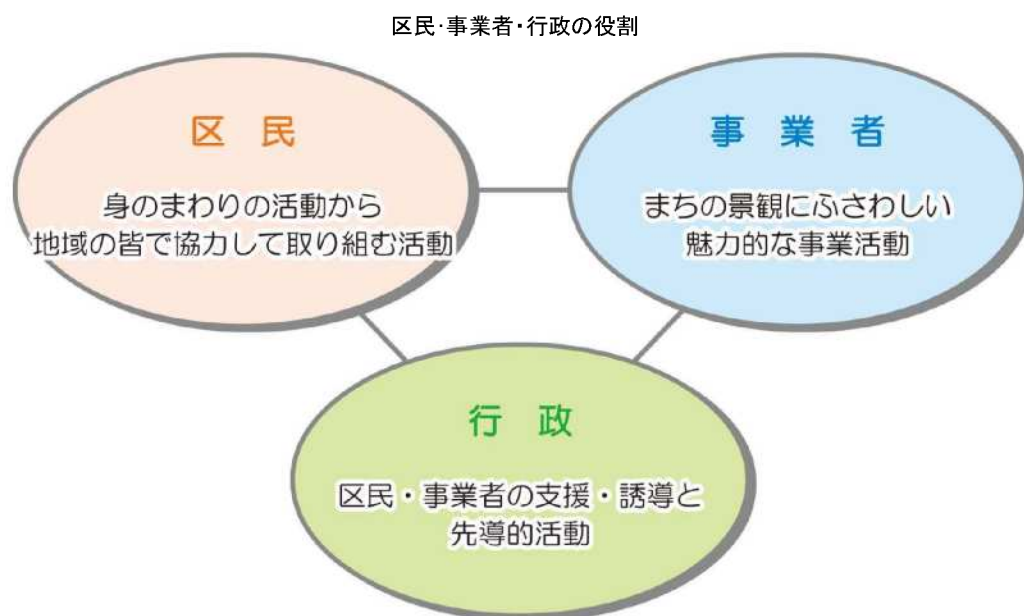 区民・事業者・行政の役割
区民
身のまわりの活動から
地域の皆で協力して取り組む活動
事業者
まちの景観にふさわしい
魅力的な事業活動
行政
区民・事業者の支援・誘導と
先導的活動